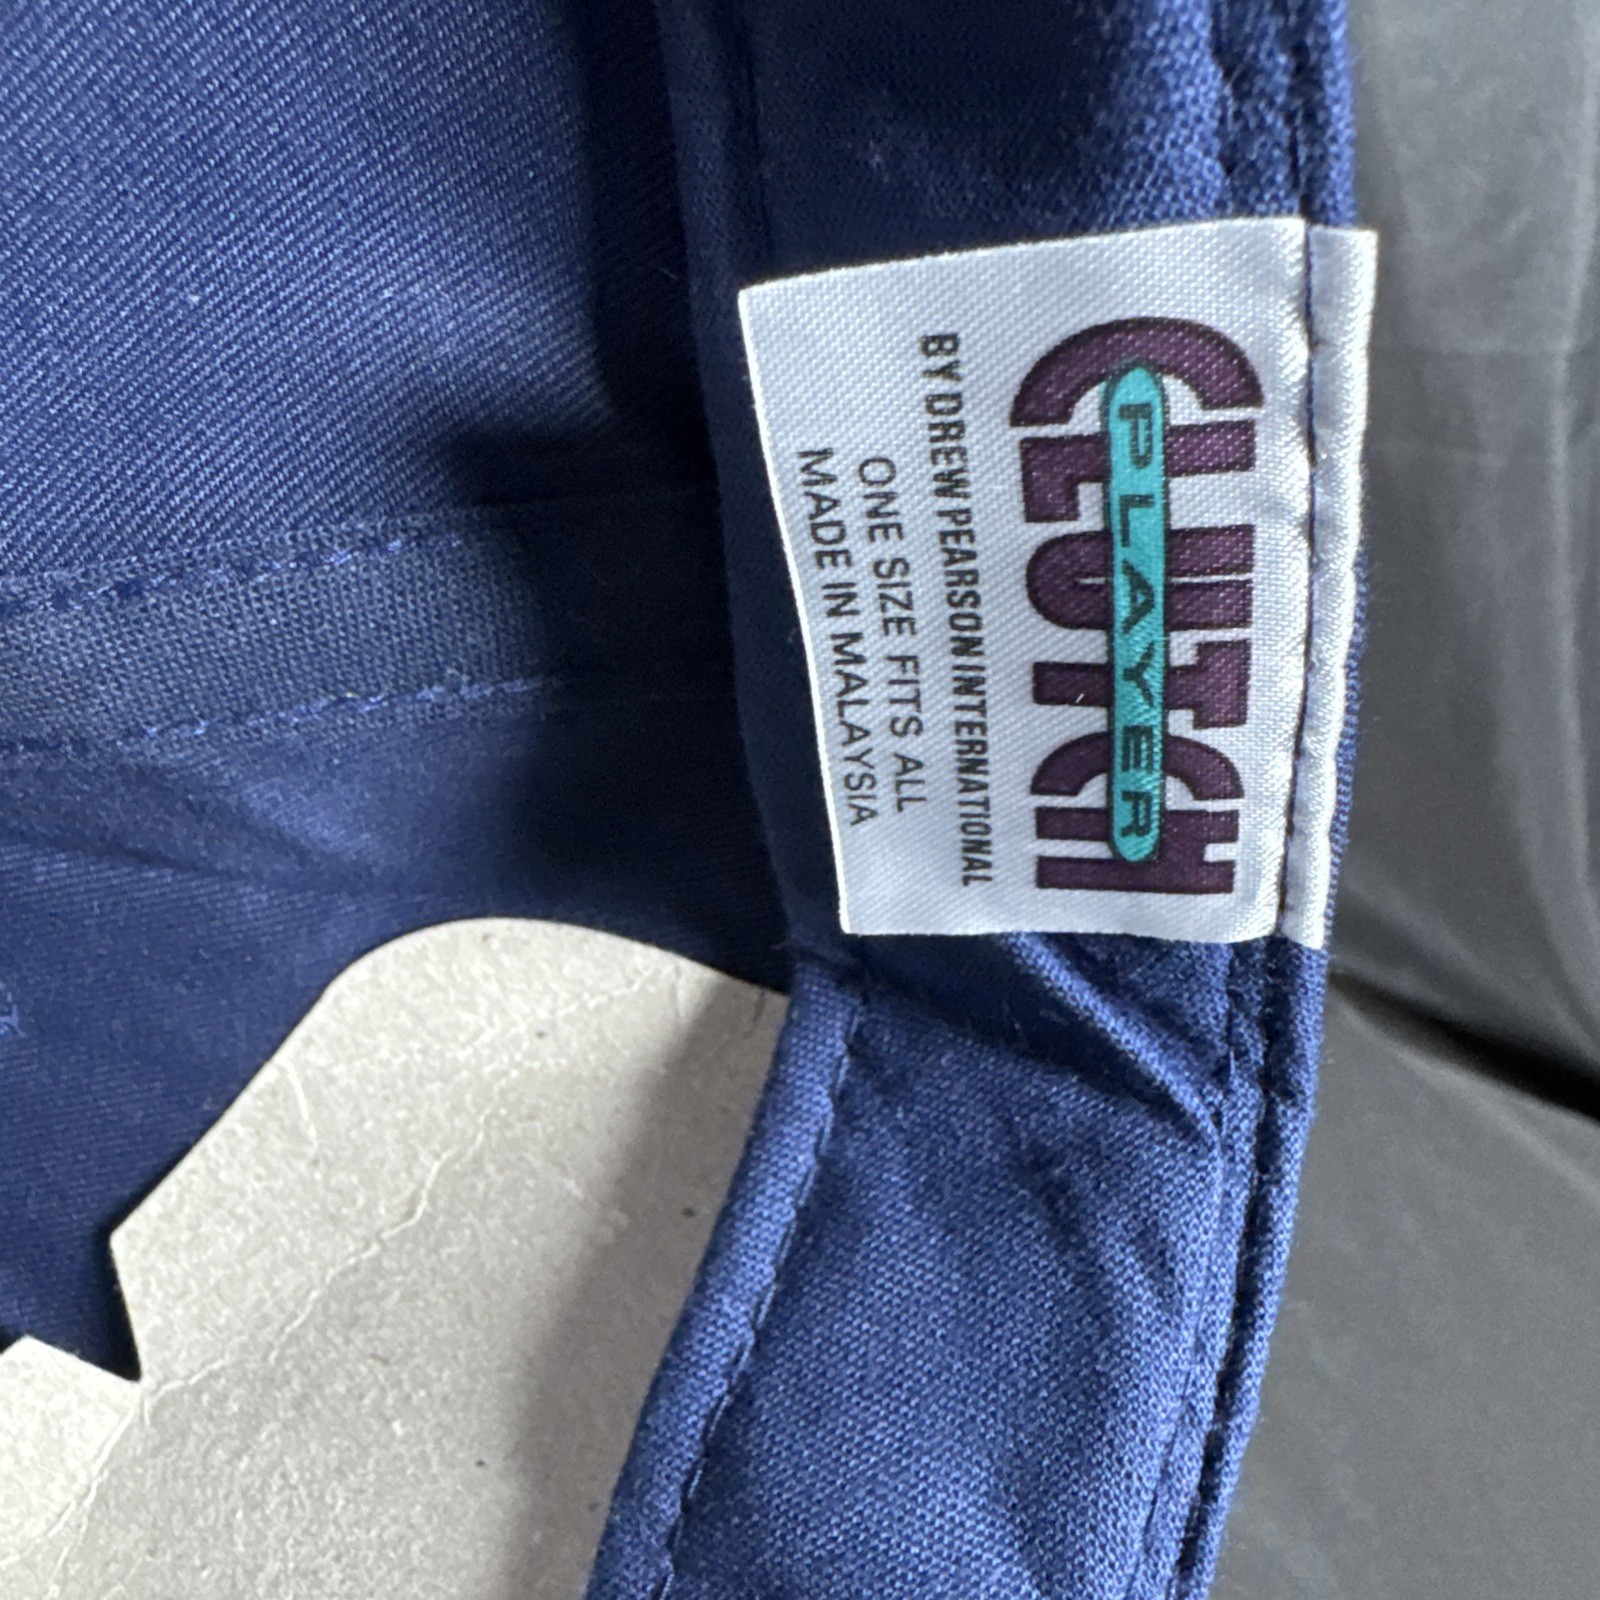 CLUTCH
PLAYER
BY DREW PEARSON INTERNATIONAL
ONE SIZE FITS ALL
MADE IN MALAYSIA